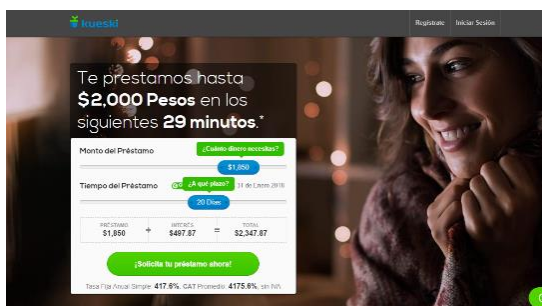 kueski
Regístrate
Iniciar Sesión
Te prestamos hasta
$2,000 Pesos en los
siguientes 29 minutos.*
Monto del Préstamo
¿Cuánto dinero necesitas?
$1,850
Tiempo del Préstamo
¿A qué plazo?
de Enero 2016
20 Días
PRÉSTAMO + INTERÉS = TOTAL
$1,850 $497.87 $2,347.87
¡Solicita tu préstamo ahora!
Tasa Fija Anual Simple 417.6%, CAT Promedio 4175.6%, sin IVA